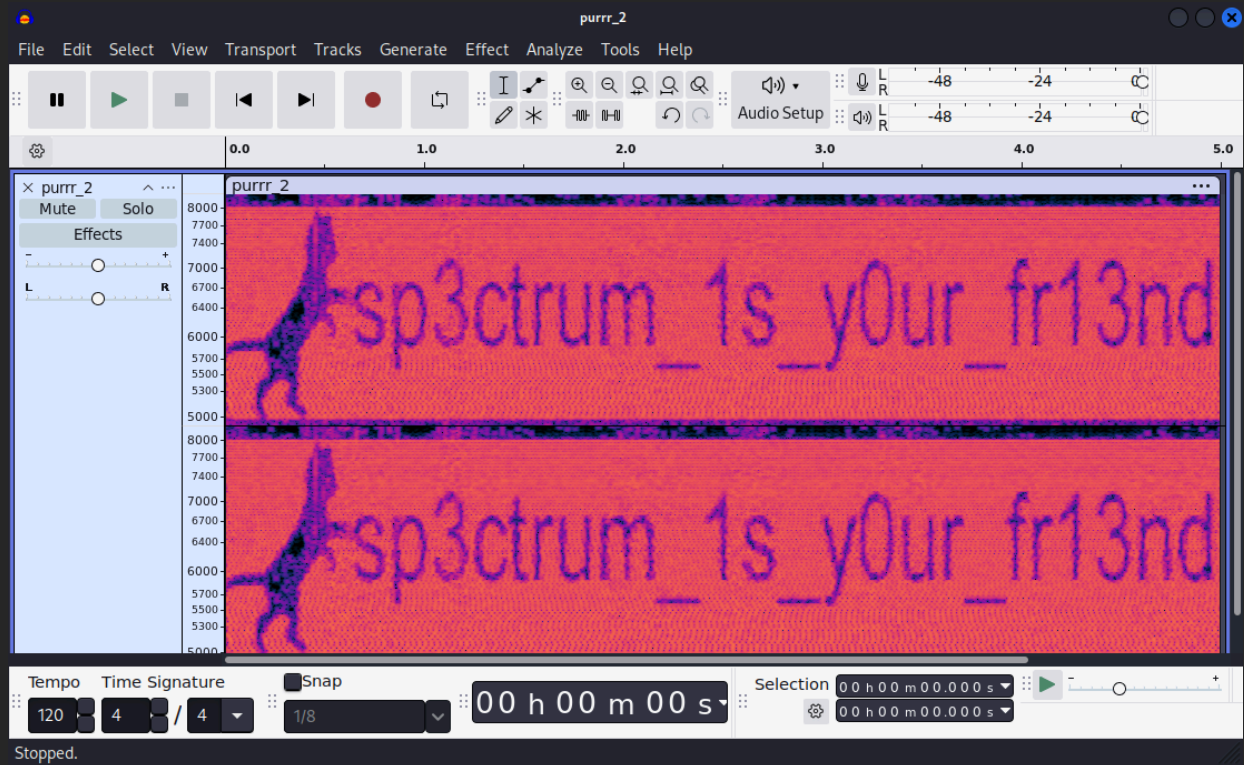 purrr_2
File Edit Select View Transport Tracks Generate Effect Analyze Tools Help
Audio Setup
L R -48 -24 0
L R -48 -24 0
0.0 1.0 2.0 3.0 4.0 5.0
purrr_2
purrr_2
Mute Solo
Effects
- +
L R
8000
7700
7400
7000
6700
6400
6000
5700
5500
5300
5000
sp3ctrum_1s_y0ur_fr13nd
8000
7700
7400
7000
6700
6400
6000
5700
5500
5300
5000
sp3ctrum_1s_y0ur_fr13nd
Tempo Time Signature Snap
120 4 / 4 1/8
00 h 00 m 00 s
Selection
00 h 00 m 00.000 s
00 h 00 m 00.000 s
- +
Stopped.